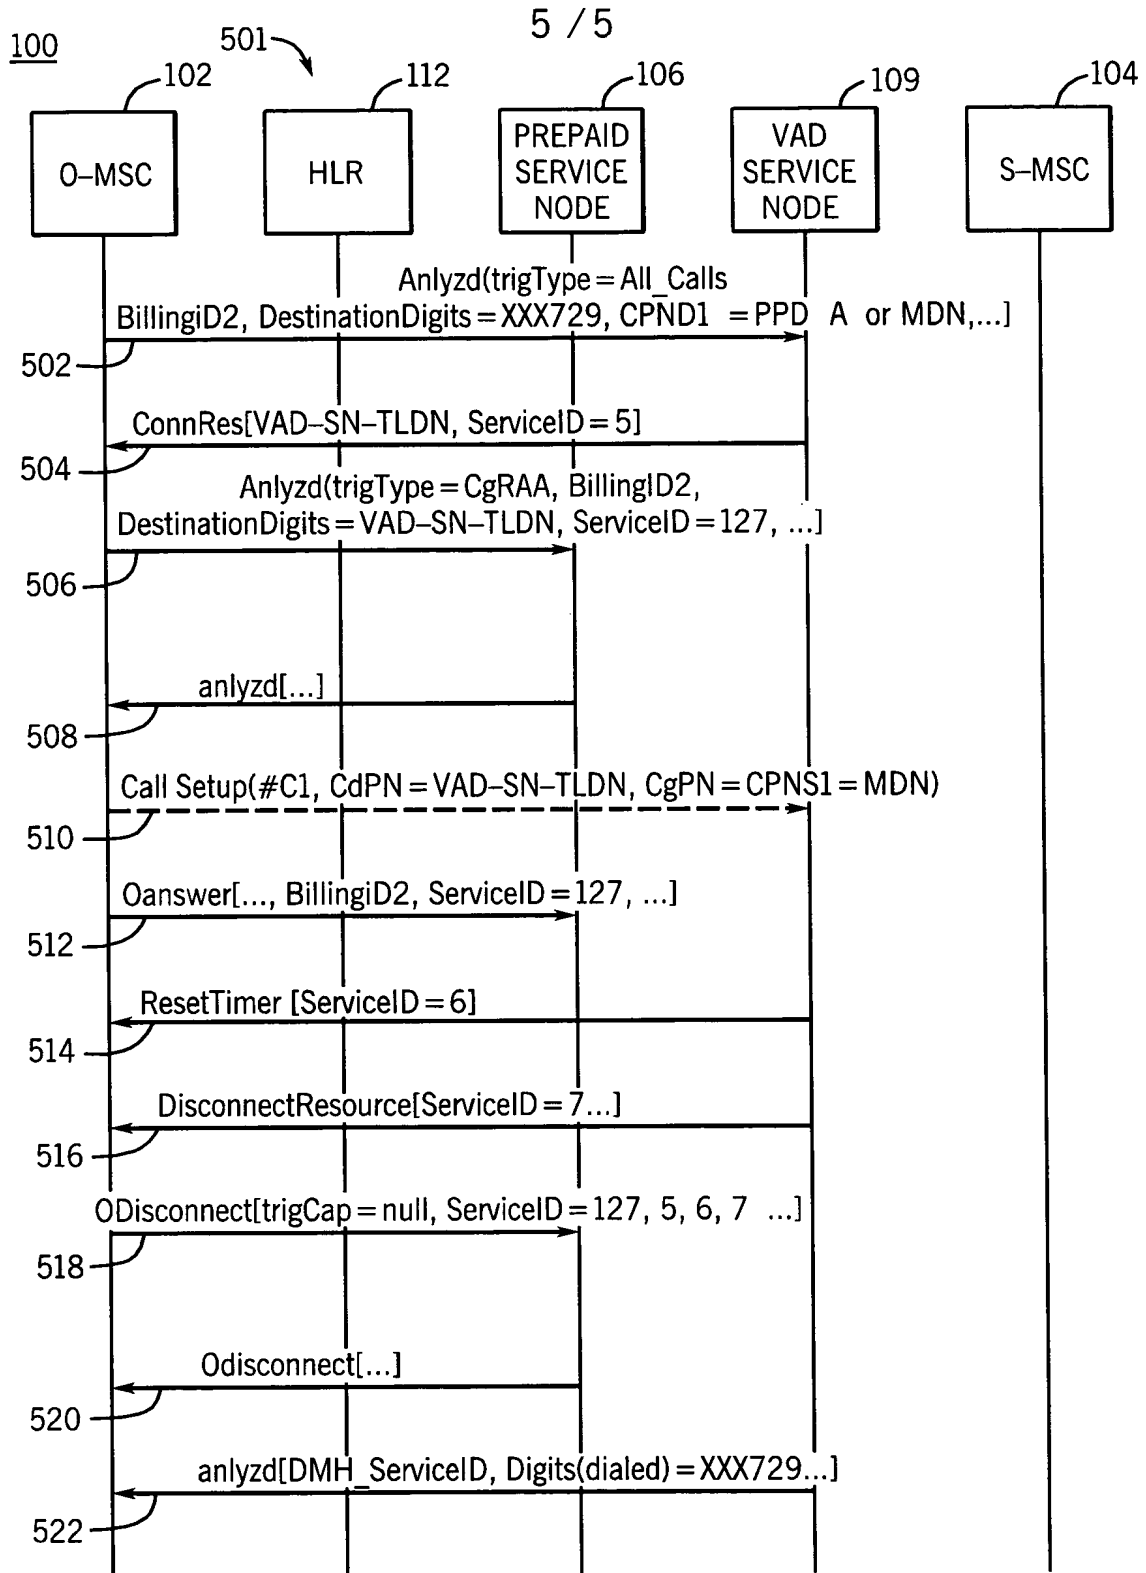 5 / 5
100
501
102
112
106
109
104
O–MSC
HLR
PREPAID
SERVICE
NODE
VAD
SERVICE
NODE
S–MSC
Anlyzd(trigType=All_Calls
BillingiD2, DestinationDigits=XXX729, CPND1 =PPD A or MDN,...]
502
ConnRes[VAD–SN–TLDN, ServiceID=5]
504
Anlyzd(trigType=CgRAA, BillingID2,
DestinationDigits=VAD–SN–TLDN, ServiceID=127, ...]
506
anlyzd[...]
508
Call Setup(#C1, CdPN=VAD–SN–TLDN, CgPN=CPNS1=MDN)
510
Oanswer[..., BillingiD2, ServiceID=127, ...]
512
ResetTimer [ServiceID=6]
514
DisconnectResource[ServiceID=7...]
516
ODisconnect[trigCap=null, ServiceID=127, 5, 6, 7 ...]
518
Odisconnect[...]
520
anlyzd[DMH_ServiceID, Digits(dialed)=XXX729...]
522